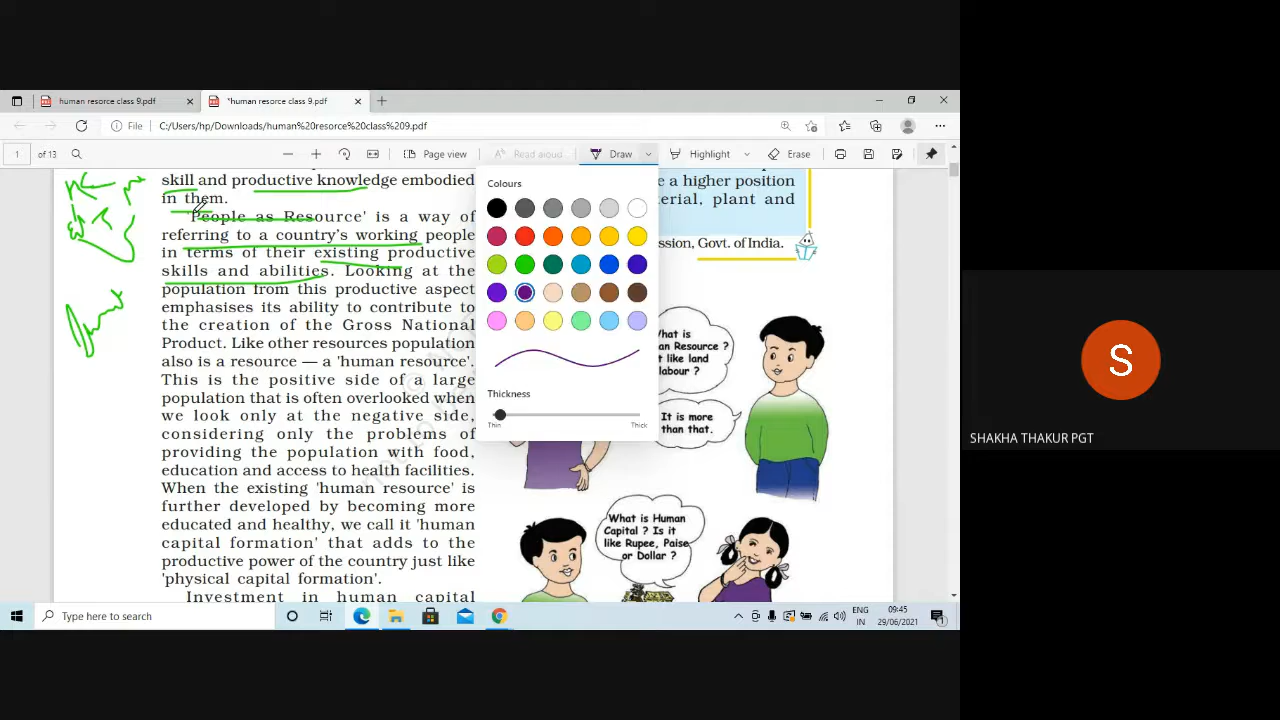 human resorce class 9.pdf
*human resorce class 9.pdf
File
C:/Users/hp/Downloads/human%20resorce%20class%209.pdf
1 of 13
Page view
Read aloud
Draw
Highlight
Erase
skill and productive knowledge embodied
in them.
'People as Resource' is a way of
referring to a country's working people
in terms of their existing productive
skills and abilities. Looking at the
population from this productive aspect
emphasises its ability to contribute to
the creation of the Gross National
Product. Like other resources population
also is a resource — a 'human resource'.
This is the positive side of a large
population that is often overlooked when
we look only at the negative side,
considering only the problems of
providing the population with food,
education and access to health facilities.
When the existing 'human resource' is
further developed by becoming more
educated and healthy, we call it 'human
capital formation' that adds to the
productive power of the country just like
'physical capital formation'.
Investment in human capital
Colours
Thickness
Thin
Thick
e a higher position
terial, plant and
ssion, Govt. of India.
hat is
an Resource ?
t like land
labour ?
It is more
than that.
What is Human
Capital ? Is it
like Rupee, Paise
or Dollar ?
S
SHAKHA THAKUR PGT
Type here to search
ENG
IN
09:45
29/06/2021